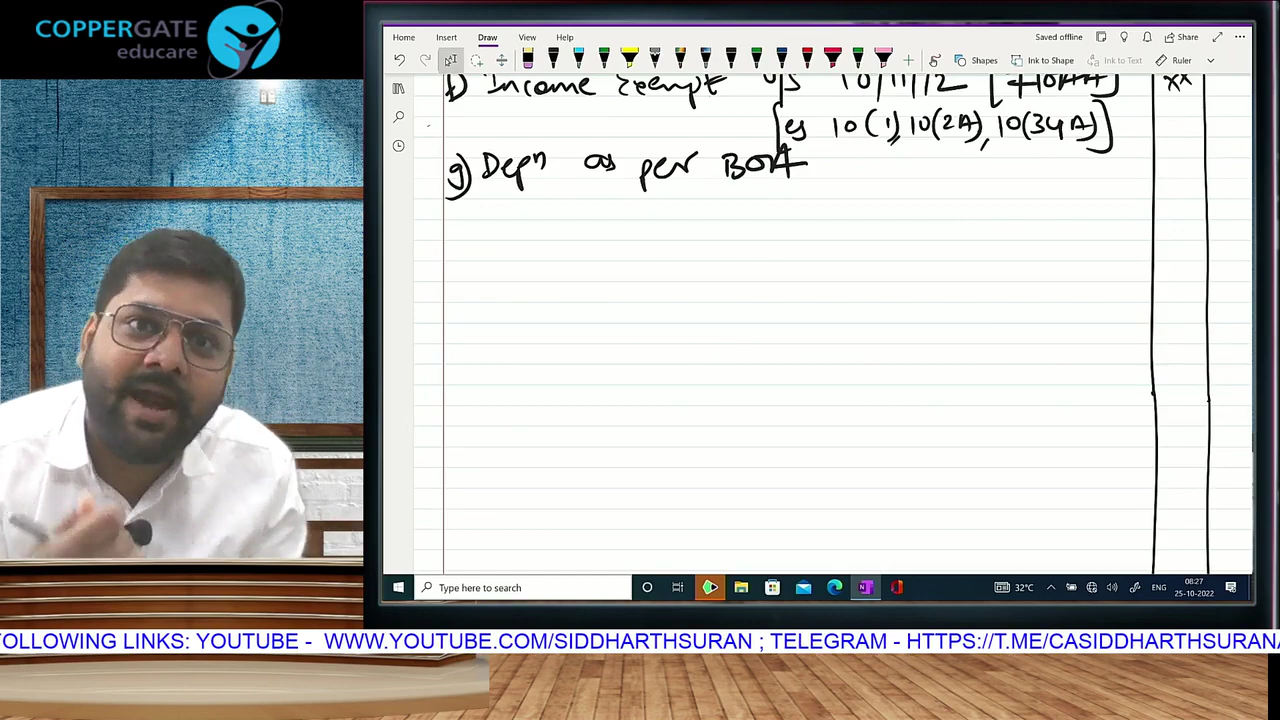 COPPERGATE
educare
Home Insert Draw View Help
Saved offline
Share
Shapes
Ink to Shape
Ink to Text
Ruler
f) Income Exempt u/s 10/11/12 [ xx
[eg 10(1), 10(2A), 10(34A)]
g) Depn as per BOA
Type here to search
32°C
ENG
08:27
25-10-2022
FOLLOWING LINKS: YOUTUBE - WWW.YOUTUBE.COM/SIDDHARTHSURAN ; TELEGRAM - HTTPS://T.ME/CASIDDHARTHSURANA